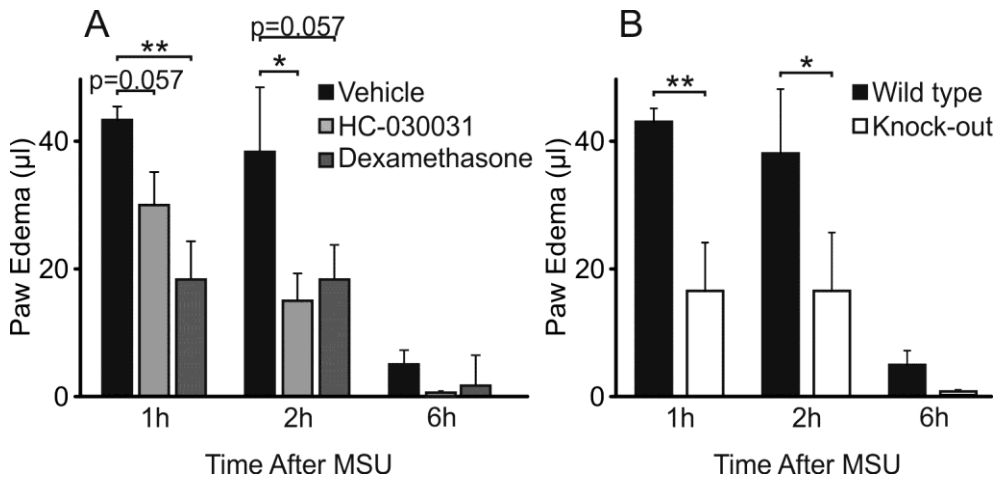 A
p=0.057
**
p=0.057
*
Vehicle
HC-030031
Dexamethasone
Paw Edema (µl)
40
20
0
1h
2h
6h
Time After MSU
B
**
*
Wild type
Knock-out
Paw Edema (µl)
40
20
0
1h
2h
6h
Time After MSU